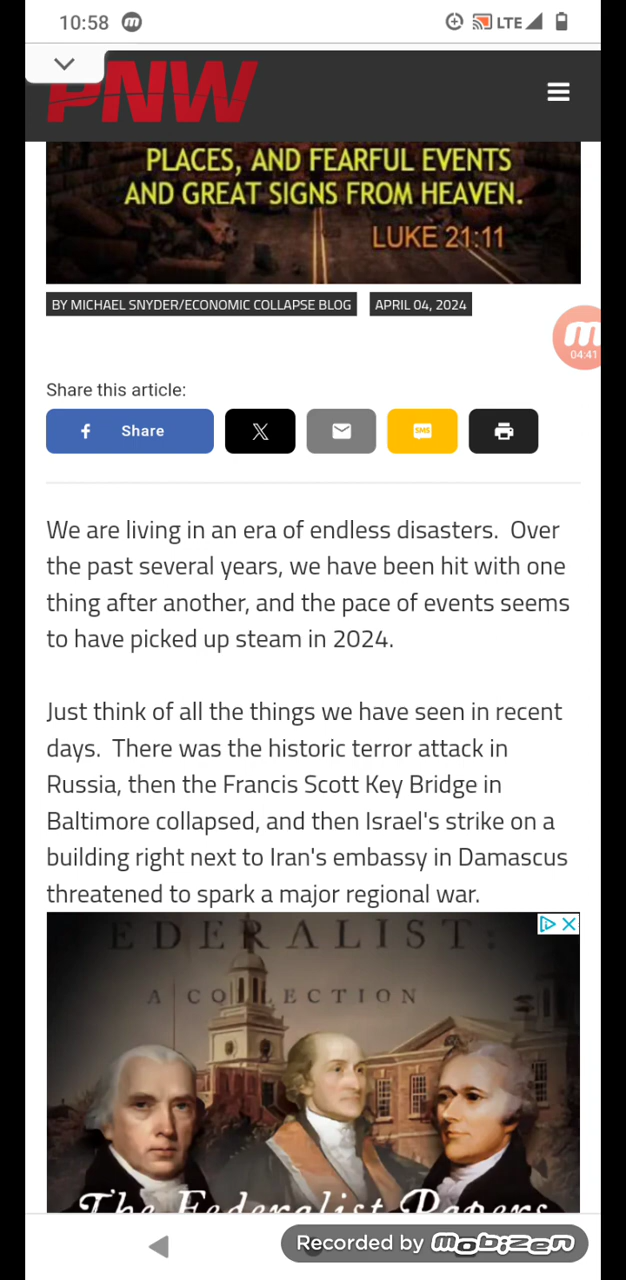 10:58
LTE
PNW
PLACES, AND FEARFUL EVENTS
AND GREAT SIGNS FROM HEAVEN.
LUKE 21:11
BY MICHAEL SNYDER/ECONOMIC COLLAPSE BLOG APRIL 04, 2024
04:41
Share this article:
Share SMS
We are living in an era of endless disasters. Over
the past several years, we have been hit with one
thing after another, and the pace of events seems
to have picked up steam in 2024.
Just think of all the things we have seen in recent
days. There was the historic terror attack in
Russia, then the Francis Scott Key Bridge in
Baltimore collapsed, and then Israel's strike on a
building right next to Iran's embassy in Damascus
threatened to spark a major regional war.
EDERALIST:
A COLLECTION
The Federalist Papers
Recorded by mobizen